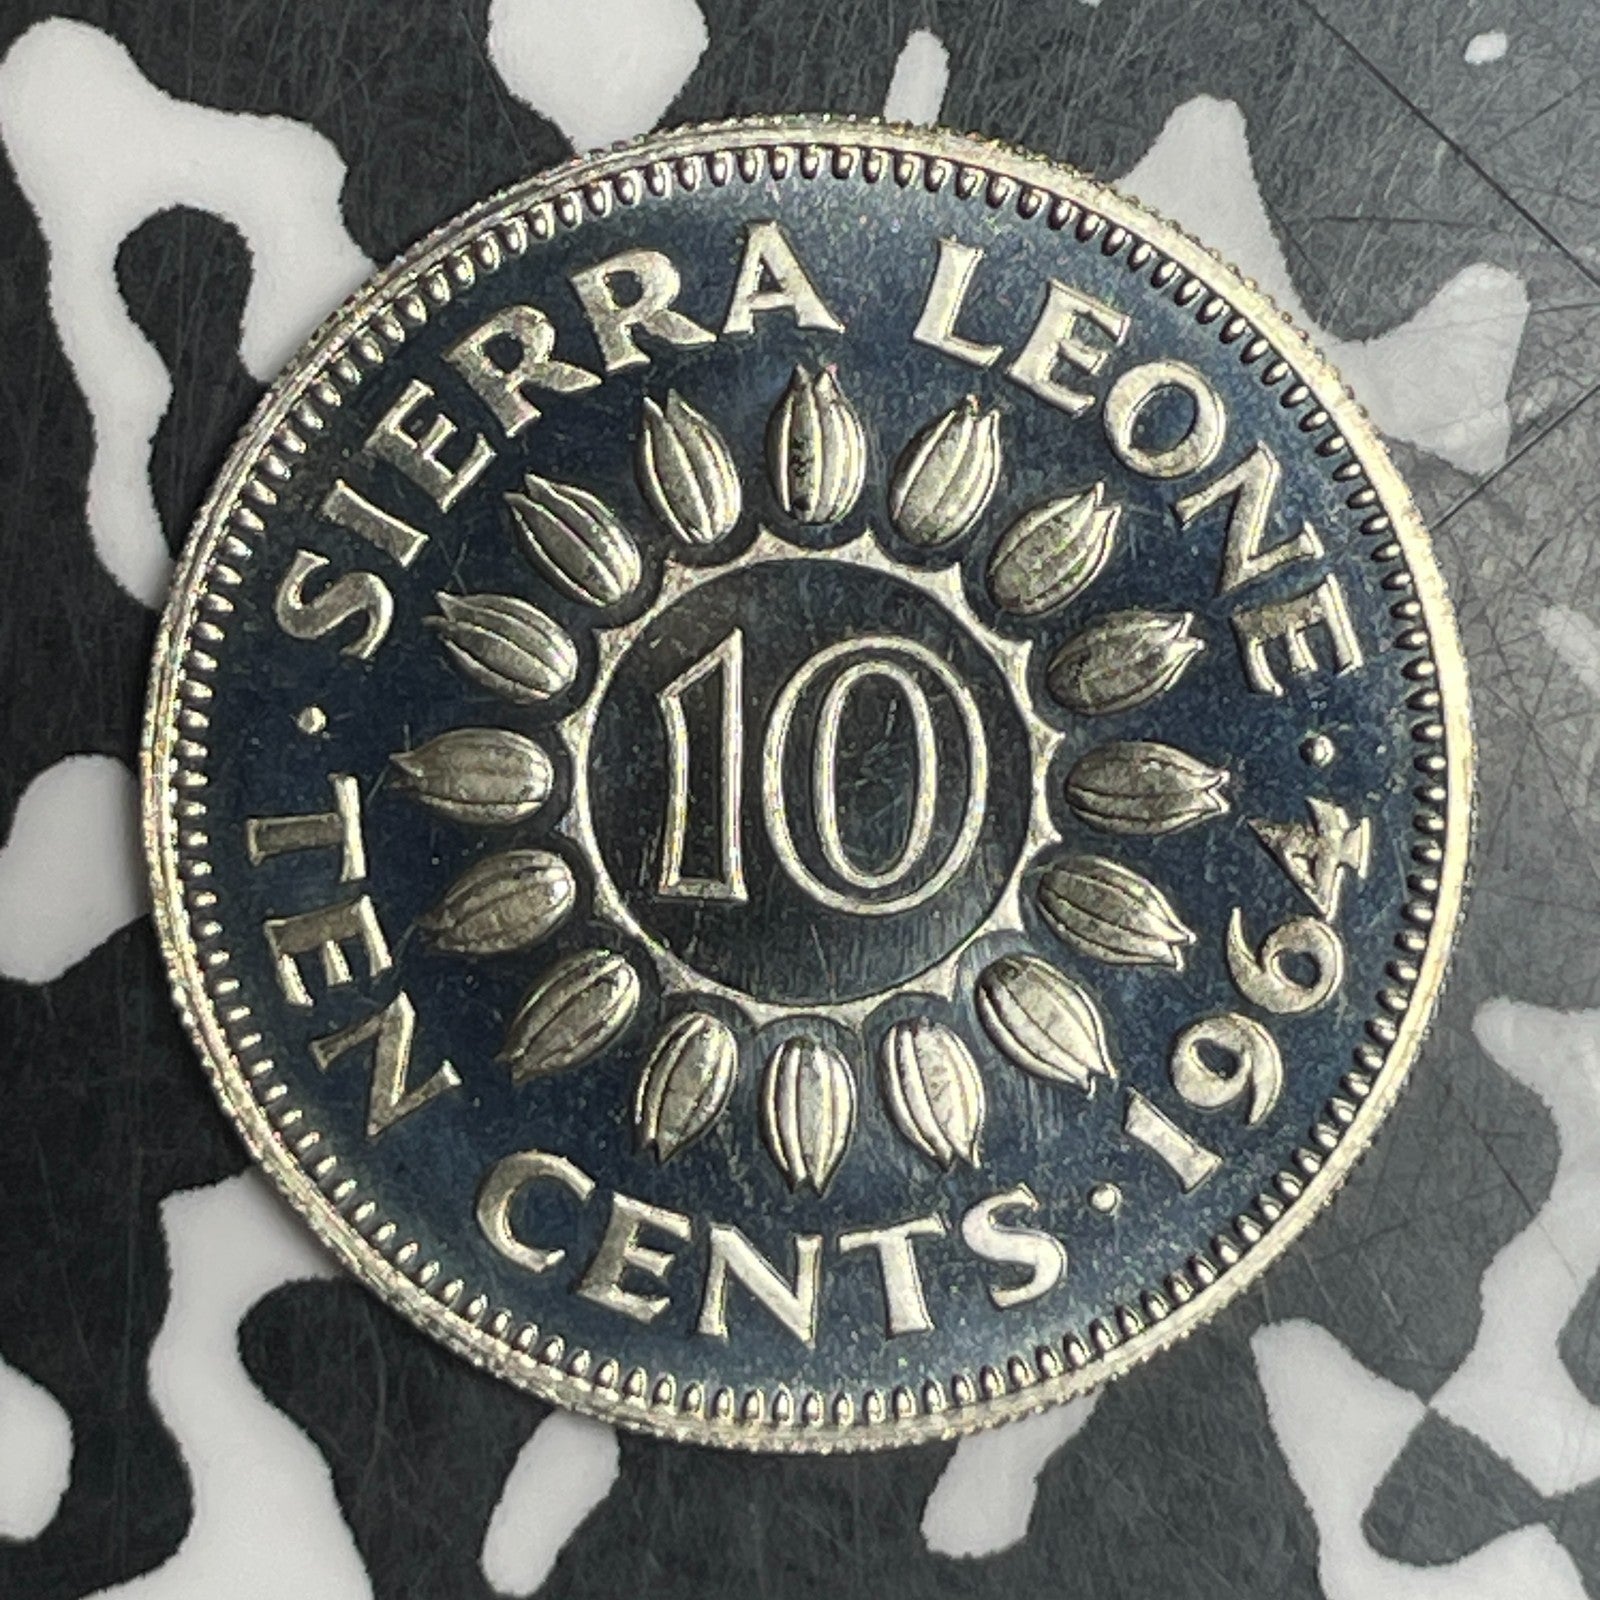 SIERRA LEONE · 1964 · TEN CENTS ·
10